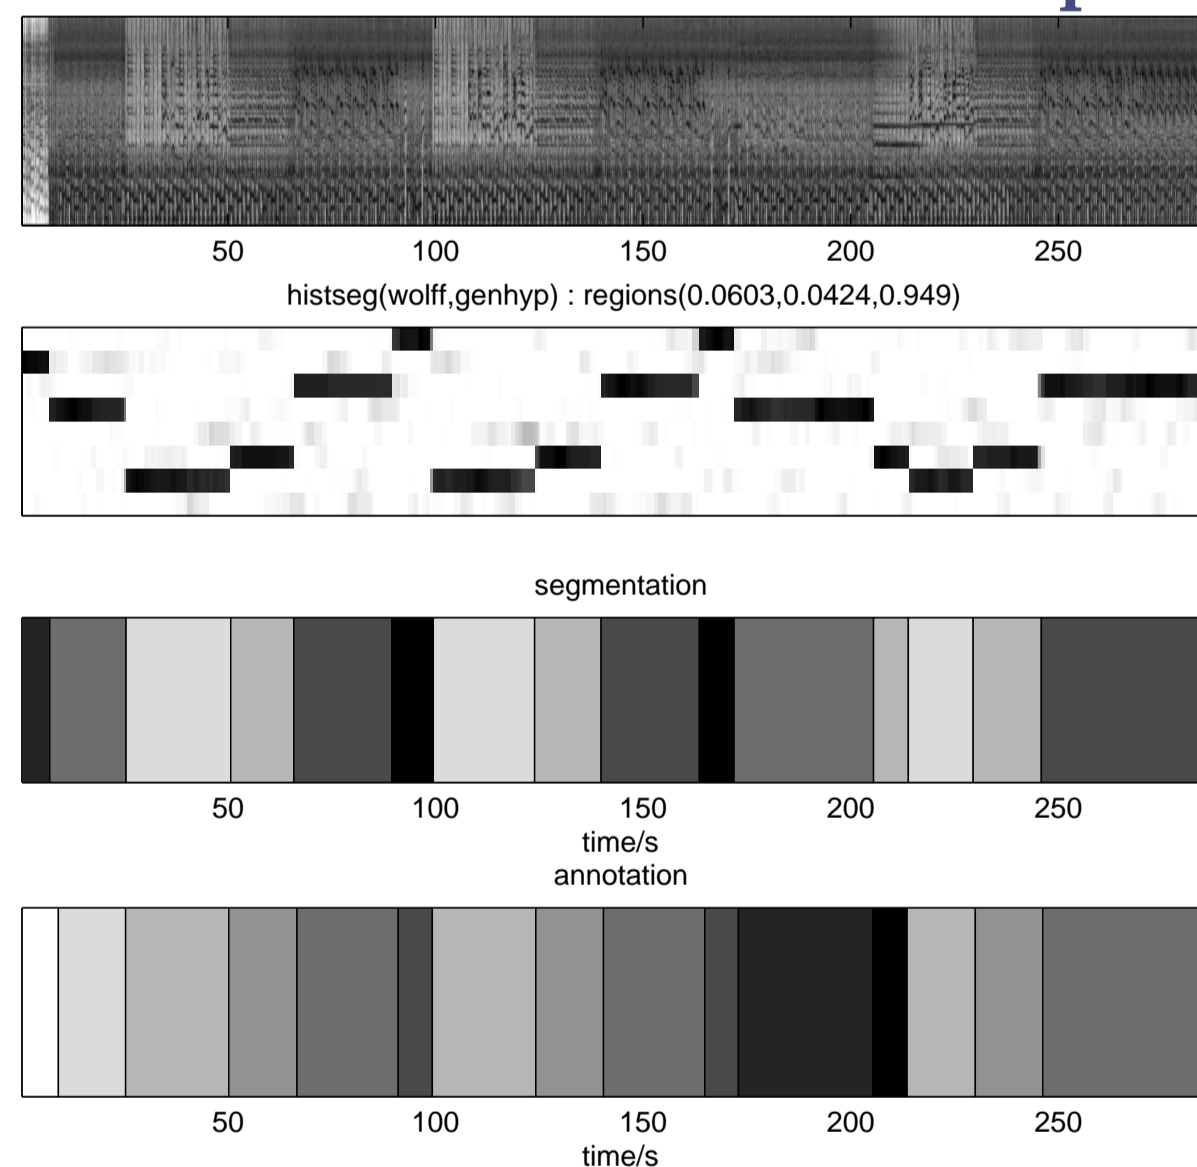 p
50 100 150 200 250
histseg(wolff,genhyp) : regions(0.0603,0.0424,0.949)
segmentation
50 100 150 200 250
time/s
annotation
50 100 150 200 250
time/s